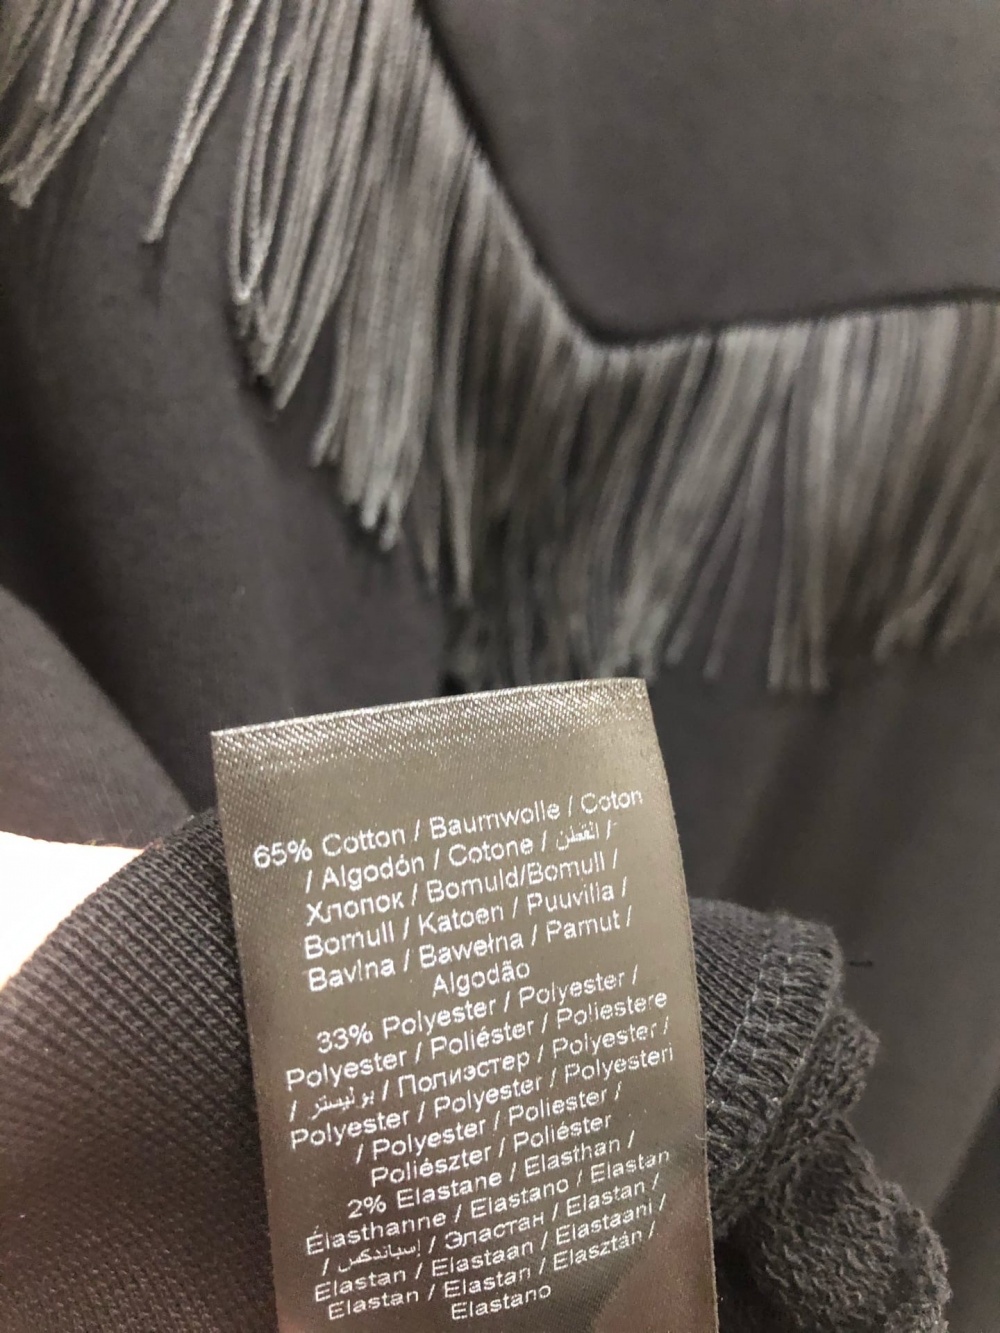 65% Cotton / Baumwolle / Coton
/ Algodón / Cotone / القطن /
Хлопок / Bomuld/Bomull /
Bomull / Katoen / Puuvilla /
Bavlna / Bawełna / Pamut /
Algodão
33% Polyester / Polyester /
Polyester / Poliéster / Poliestere
/ بوليستر / Полиэстер / Polyester /
Polyester / Polyester / Polyesteri
/ Polyester / Poliester /
Poliészter / Poliéster
2% Elastane / Elasthan /
Élasthanne / Elastano / Elastan
/ إسباندكس / Эластан / Elastan /
Elastan / Elastaan / Elastaani /
Elastan / Elastan / Elasztán /
Elastano